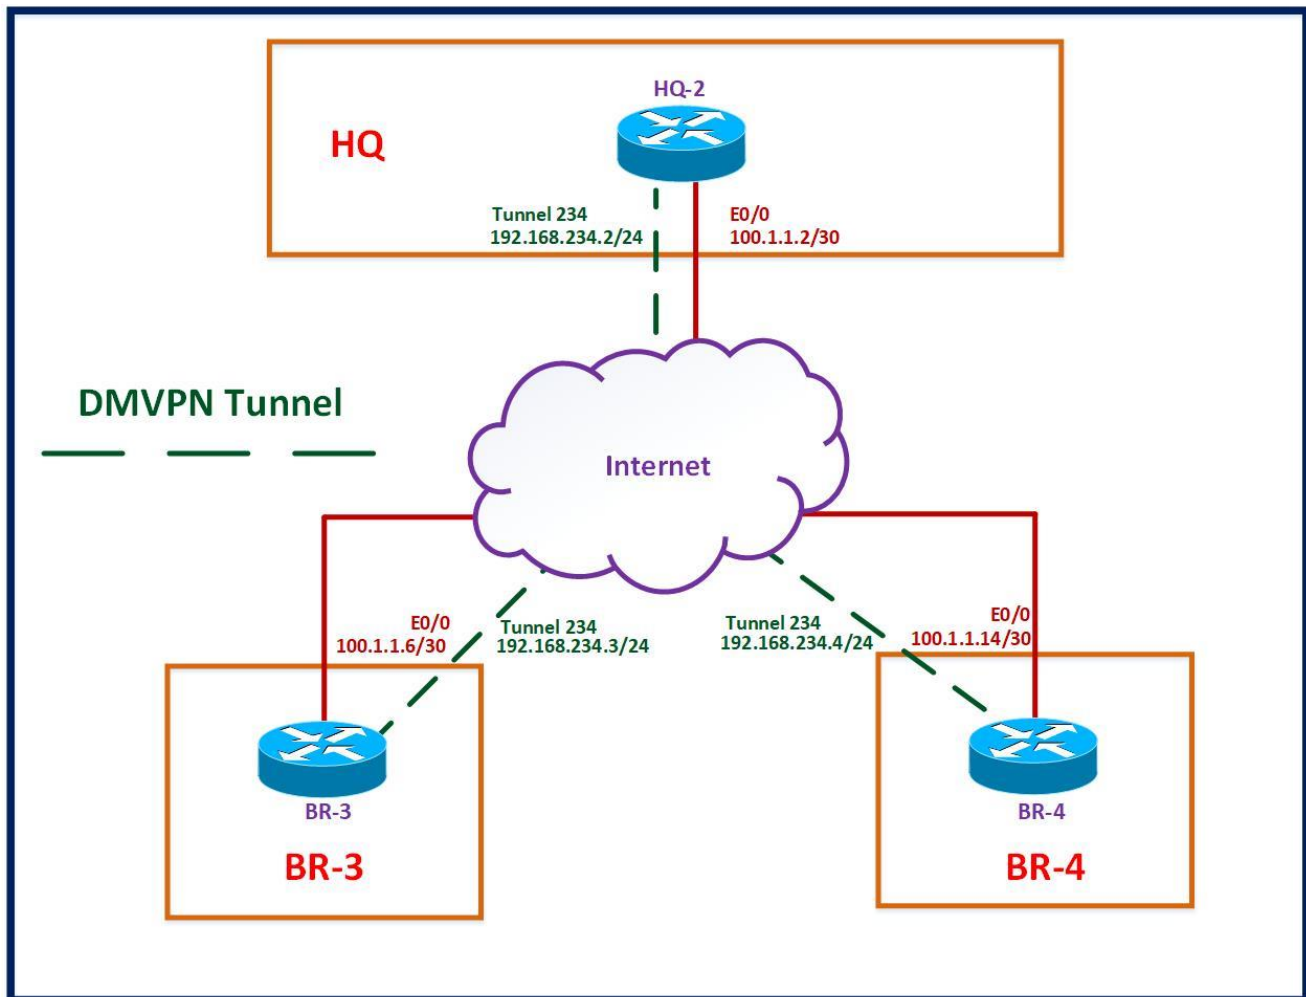 HQ-2
HQ
Tunnel 234
192.168.234.2/24
E0/0
100.1.1.2/30
DMVPN Tunnel
Internet
E0/0
100.1.1.6/30
Tunnel 234
192.168.234.3/24
Tunnel 234
192.168.234.4/24
E0/0
100.1.1.14/30
BR-3
BR-3
BR-4
BR-4